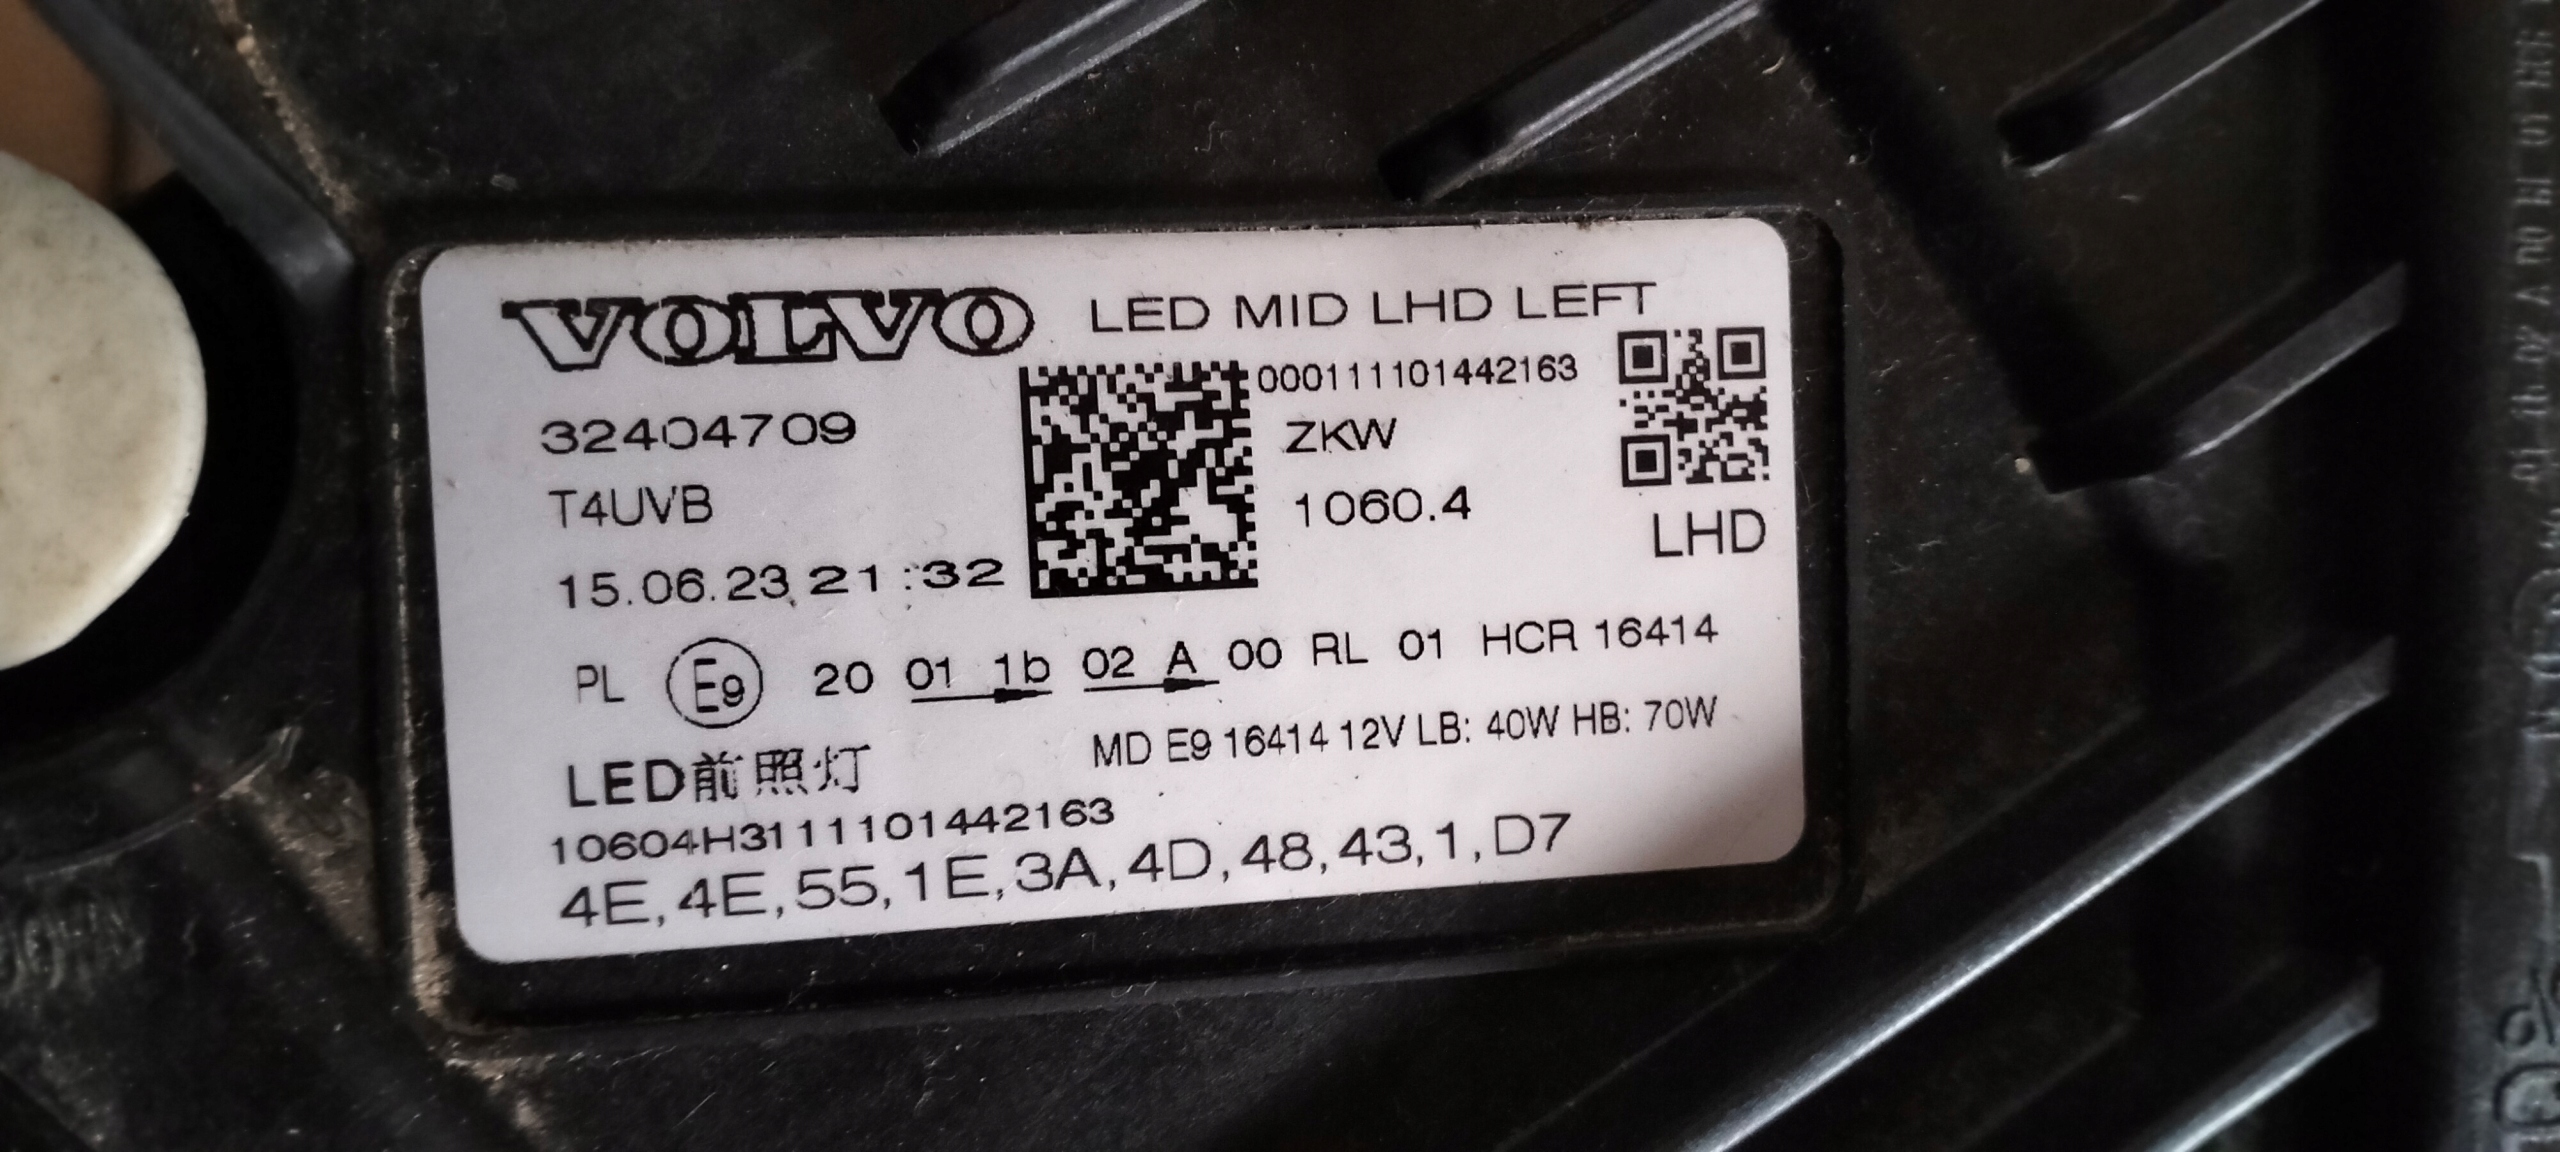 VOLVO LED MID LHD LEFT
000111101442163
32404709 ZKW
T4UVB 1060.4
LHD
15.06.23 21:32
PL E9 20 01 1b 02 A 00 RL 01 HCR 16414
MD E9 16414 12V LB: 40W HB: 70W
LED前照灯
10604H3111101442163
4E,4E,55,1E,3A,4D,48,43,1,D7